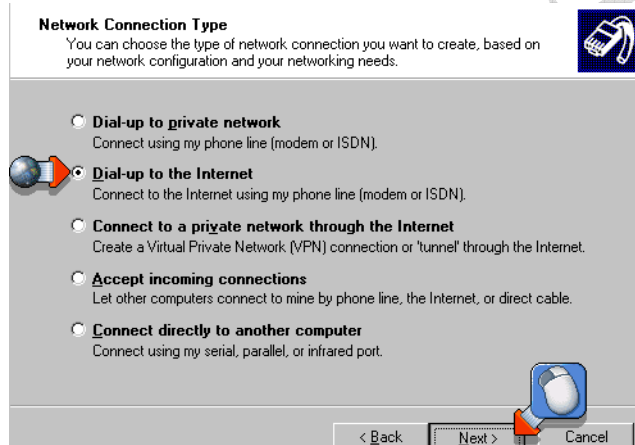 Network Connection Type
You can choose the type of network connection you want to create, based on
your network configuration and your networking needs.
Dial-up to private network
Connect using my phone line (modem or ISDN).
Dial-up to the Internet
Connect to the Internet using my phone line (modem or ISDN).
Connect to a private network through the Internet
Create a Virtual Private Network (VPN) connection or 'tunnel' through the Internet.
Accept incoming connections
Let other computers connect to mine by phone line, the Internet, or direct cable.
Connect directly to another computer
Connect using my serial, parallel, or infrared port.
< Back Next > Cancel